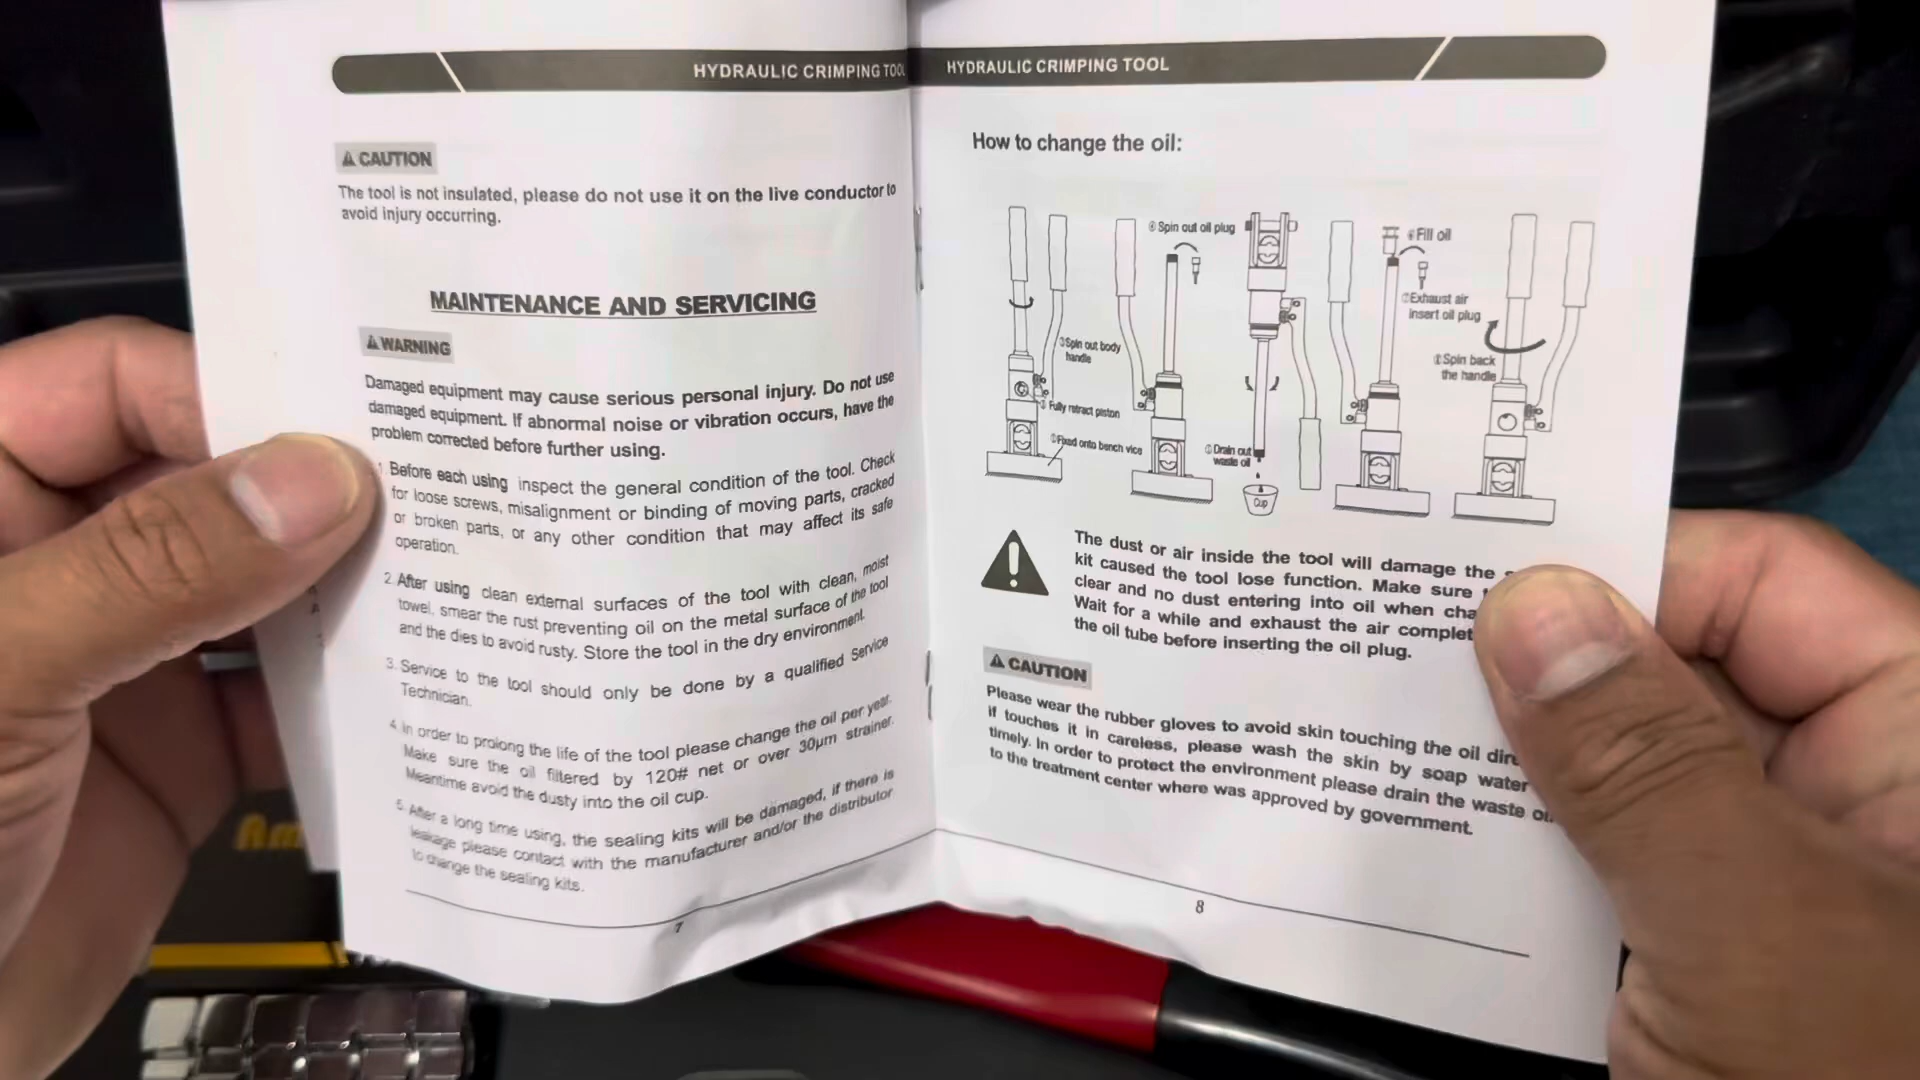 HYDRAULIC CRIMPING TOOL
CAUTION
The tool is not insulated, please do not use it on the live conductor to
avoid injury occurring.
MAINTENANCE AND SERVICING
WARNING
Damaged equipment may cause serious personal injury. Do not use
damaged equipment. If abnormal noise or vibration occurs, have the
problem corrected before further using.
1. Before each using inspect the general condition of the tool. Check
for loose screws, misalignment or binding of moving parts, cracked
or broken parts, or any other condition that may affect its safe
operation.
2. After using clean external surfaces of the tool with clean, moist
towel, smear the rust preventing oil on the metal surface of the tool
and the dies to avoid rusty. Store the tool in the dry environment.
3. Service to the tool should only be done by a qualified Service
Technician.
4. In order to prolong the life of the tool please change the oil per year.
Make sure the oil filtered by 120# net or over 30μm strainer.
Meantime avoid the dusty into the oil cup.
5. After a long time using, the sealing kits will be damaged, if there is
leakage please contact with the manufacturer and/or the distributor
to change the sealing kits.
7
HYDRAULIC CRIMPING TOOL
How to change the oil:
④Spin out oil plug
Fill oil
Exhaust air
insert oil plug
Spin out body
handle
Spin back
the handle
Fully retract piston
①Fixed onto bench vice
Drain out
waste oil
Cup
The dust or air inside the tool will damage the
kit caused the tool lose function. Make sure
clear and no dust entering into oil when cha
Wait for a while and exhaust the air complet
the oil tube before inserting the oil plug.
CAUTION
Please wear the rubber gloves to avoid skin touching the oil dire
if touches it in careless, please wash the skin by soap water
timely. In order to protect the environment please drain the waste oi
to the treatment center where was approved by government.
8